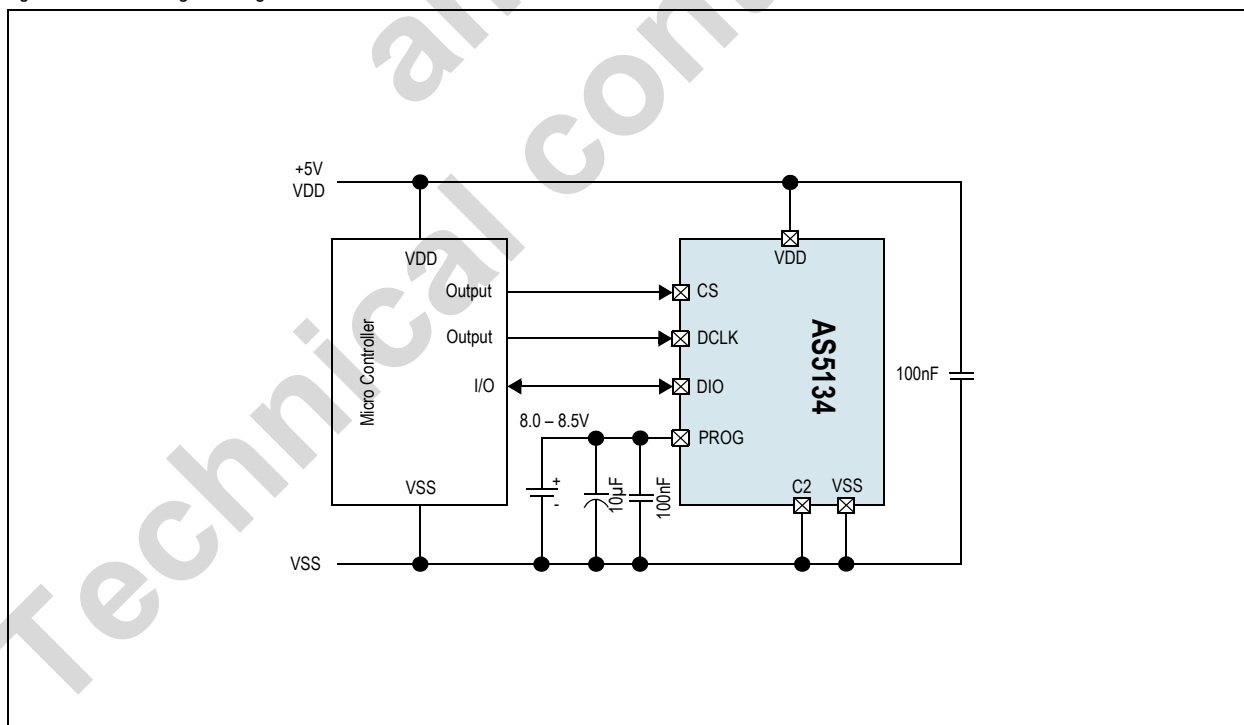 Technical
+5V
VDD
VDD
VDD
Output
CS
Output
DCLK
Micro Controller
AS5134
I/O
DIO
100nF
8.0 – 8.5V
PROG
+
-
10µF
100nF
VSS
C2
VSS
VSS